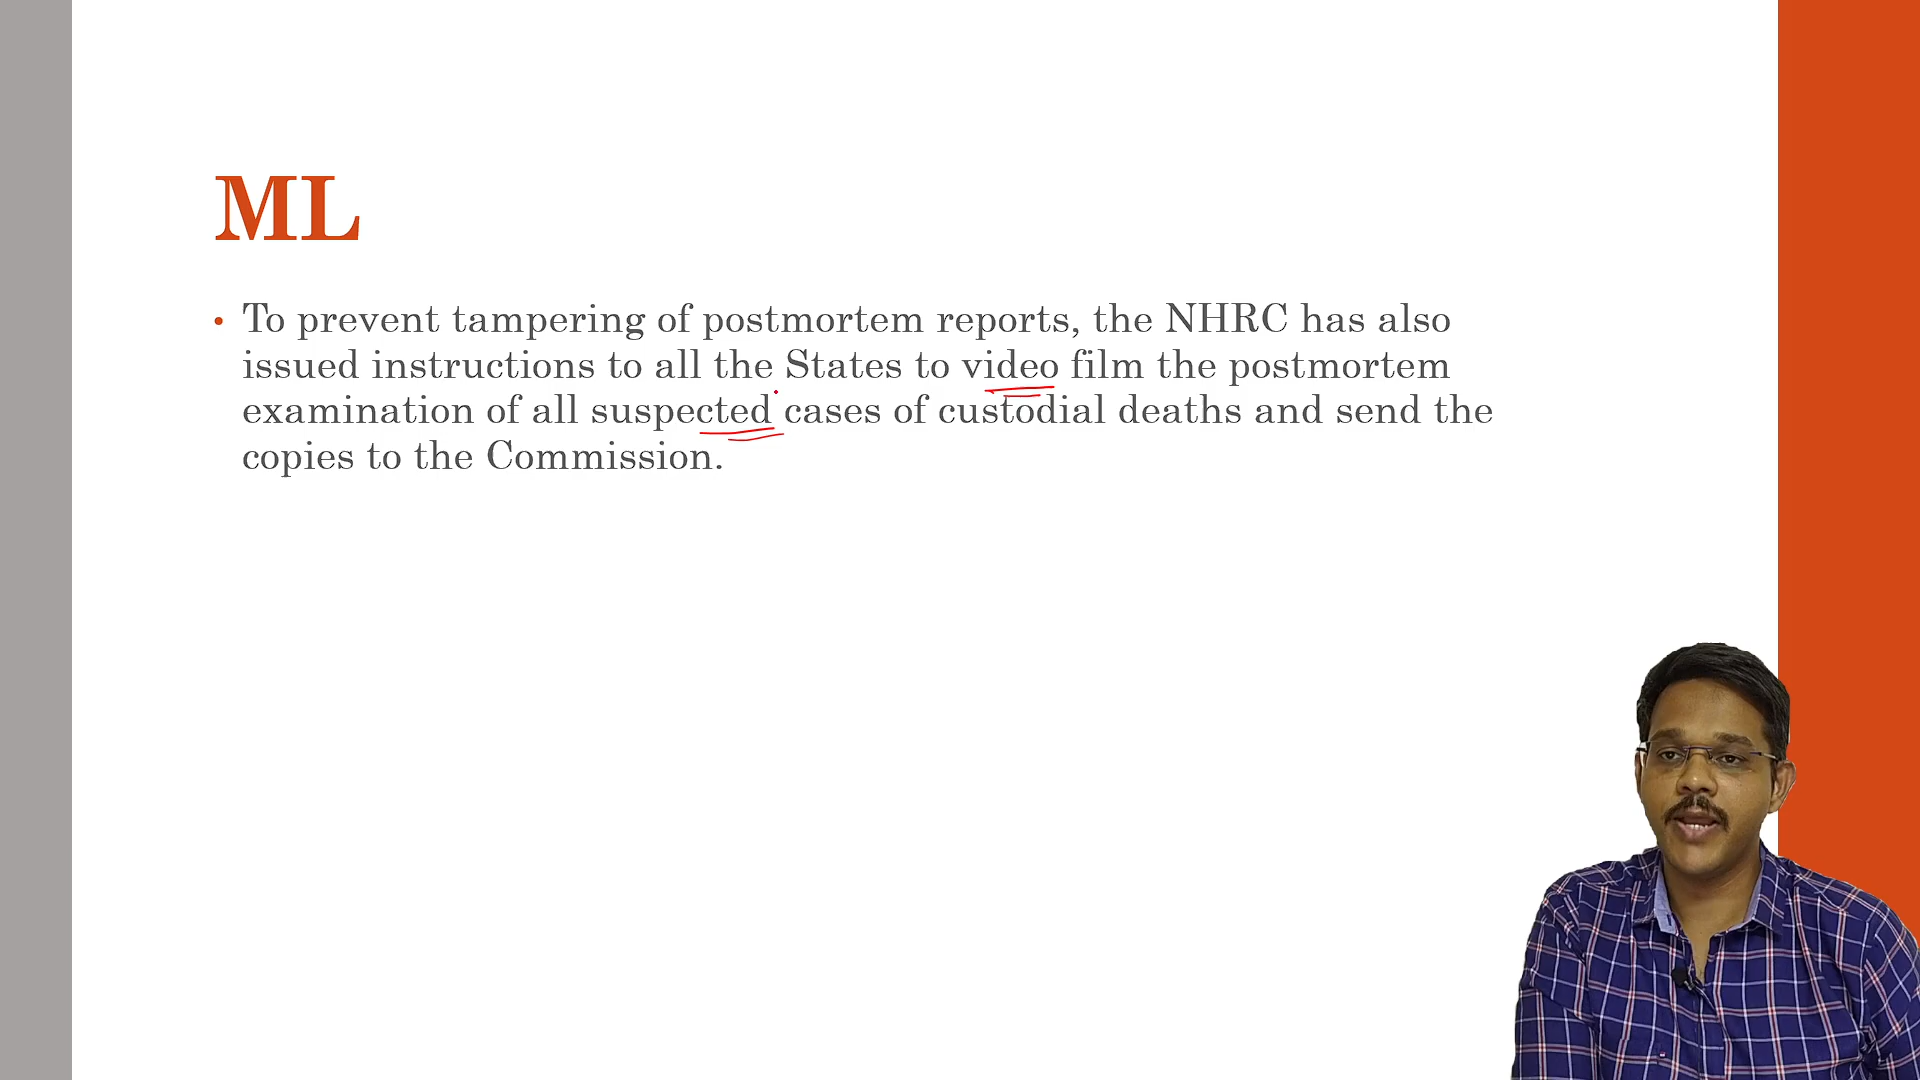 ML
• To prevent tampering of postmortem reports, the NHRC has also
issued instructions to all the States to video film the postmortem
examination of all suspected cases of custodial deaths and send the
copies to the Commission.